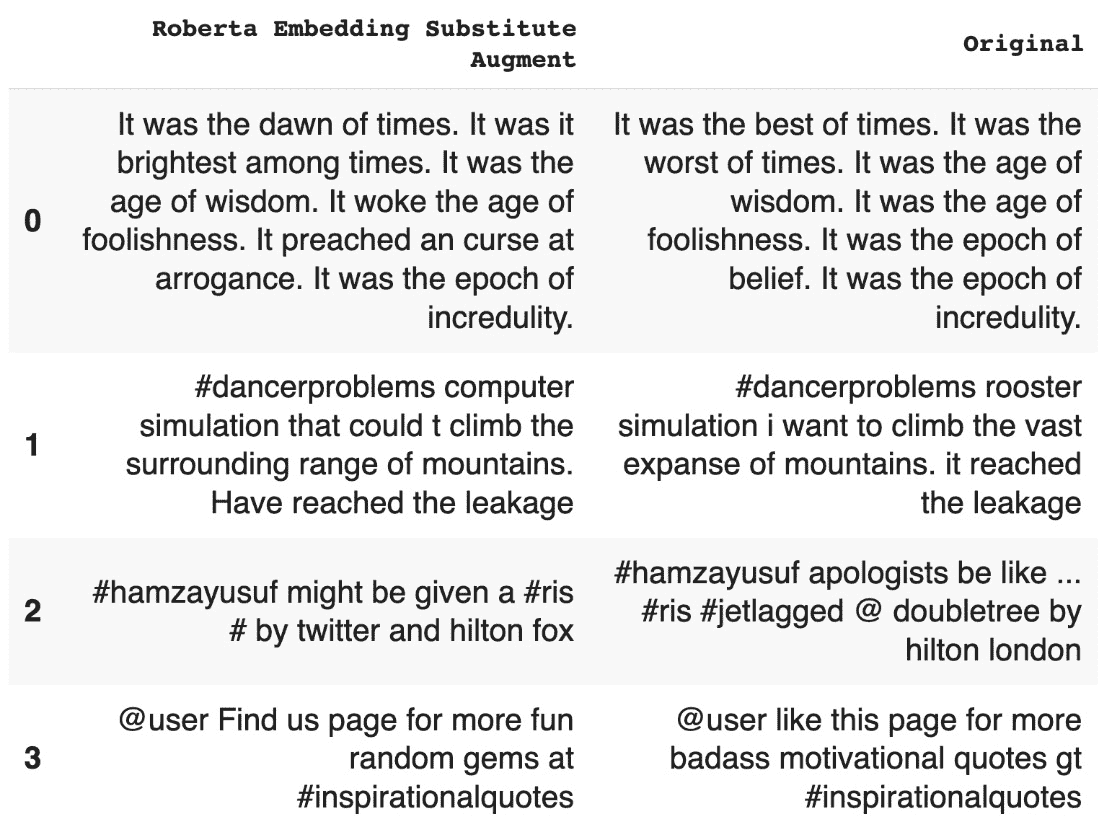 Roberta Embedding Substitute
Augment
Original
0
It was the dawn of times. It was it
brightest among times. It was the
age of wisdom. It woke the age of
foolishness. It preached an curse at
arrogance. It was the epoch of
incredulity.
It was the best of times. It was the
worst of times. It was the age of
wisdom. It was the age of
foolishness. It was the epoch of
belief. It was the epoch of
incredulity.
1
#dancerproblems computer
simulation that could t climb the
surrounding range of mountains.
Have reached the leakage
#dancerproblems rooster
simulation i want to climb the vast
expanse of mountains. it reached
the leakage
2
#hamzayusuf might be given a #ris
# by twitter and hilton fox
#hamzayusuf apologists be like ...
#ris #jetlagged @ doubletree by
hilton london
3
@user Find us page for more fun
random gems at
#inspirationalquotes
@user like this page for more
badass motivational quotes gt
#inspirationalquotes